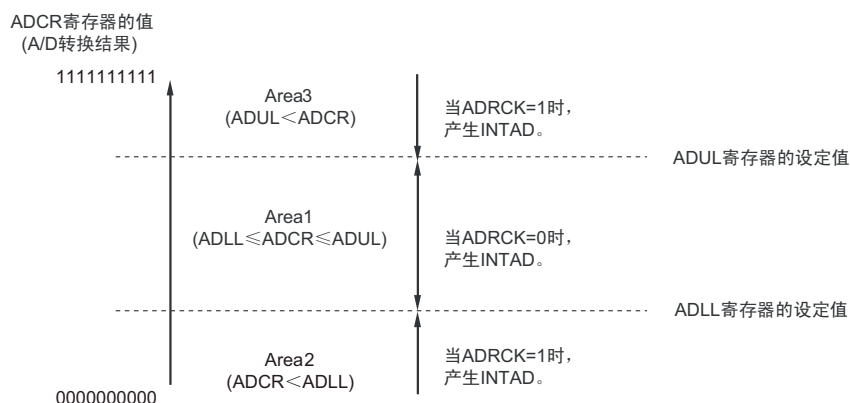 ADCR寄存器的值
(A/D转换结果)
1111111111
Area3
(ADUL＜ADCR)
当ADRCK=1时，
产生INTAD。
ADUL寄存器的设定值
Area1
(ADLL≤ADCR≤ADUL)
当ADRCK=0时，
产生INTAD。
ADLL寄存器的设定值
Area2
(ADCR＜ADLL)
当ADRCK=1时，
产生INTAD。
0000000000